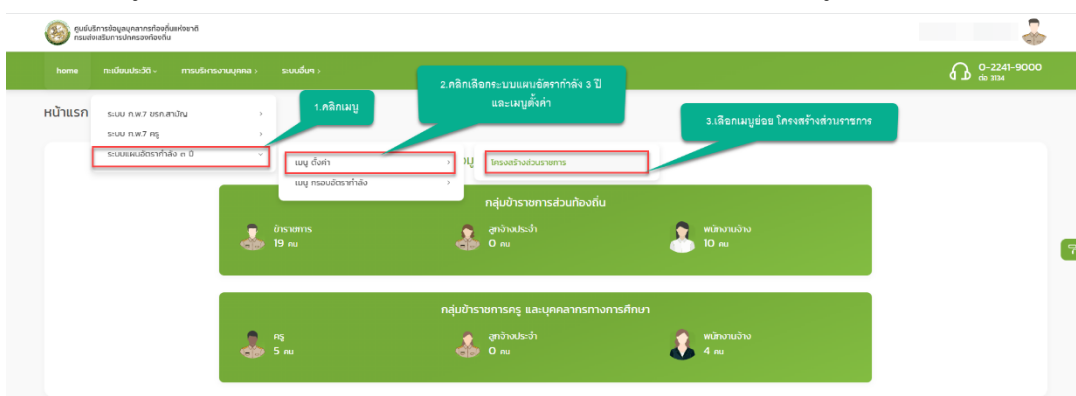 ศูนย์บริการข้อมูลบุคลากรท้องถิ่นแห่งชาติ
กรมส่งเสริมการปกครองท้องถิ่น
home
ทะเบียนประวัติ
การบริหารงานบุคคล
ระบบอื่นๆ
0-2241-9000
ต่อ 3134
หน้าแรก
ระบบ ก.พ.7 ขรก.สามัญ
ระบบ ก.พ.7 ครู
ระบบแผนอัตรากำลัง ๓ ปี
1.คลิกเมนู
2.คลิกเลือกระบบแผนอัตรากำลัง 3 ปี
และเมนูตั้งค่า
3.เลือกเมนูย่อย โครงสร้างส่วนราชการ
เมนู ตั้งค่า
เมนู กรอบอัตรากำลัง
โครงสร้างส่วนราชการ
กลุ่มข้าราชการส่วนท้องถิ่น
ข้าราชการ
19 คน
ลูกจ้างประจำ
0 คน
พนักงานจ้าง
10 คน
กลุ่มข้าราชการครู และบุคคลากรทางการศึกษา
ครู
5 คน
ลูกจ้างประจำ
0 คน
พนักงานจ้าง
4 คน